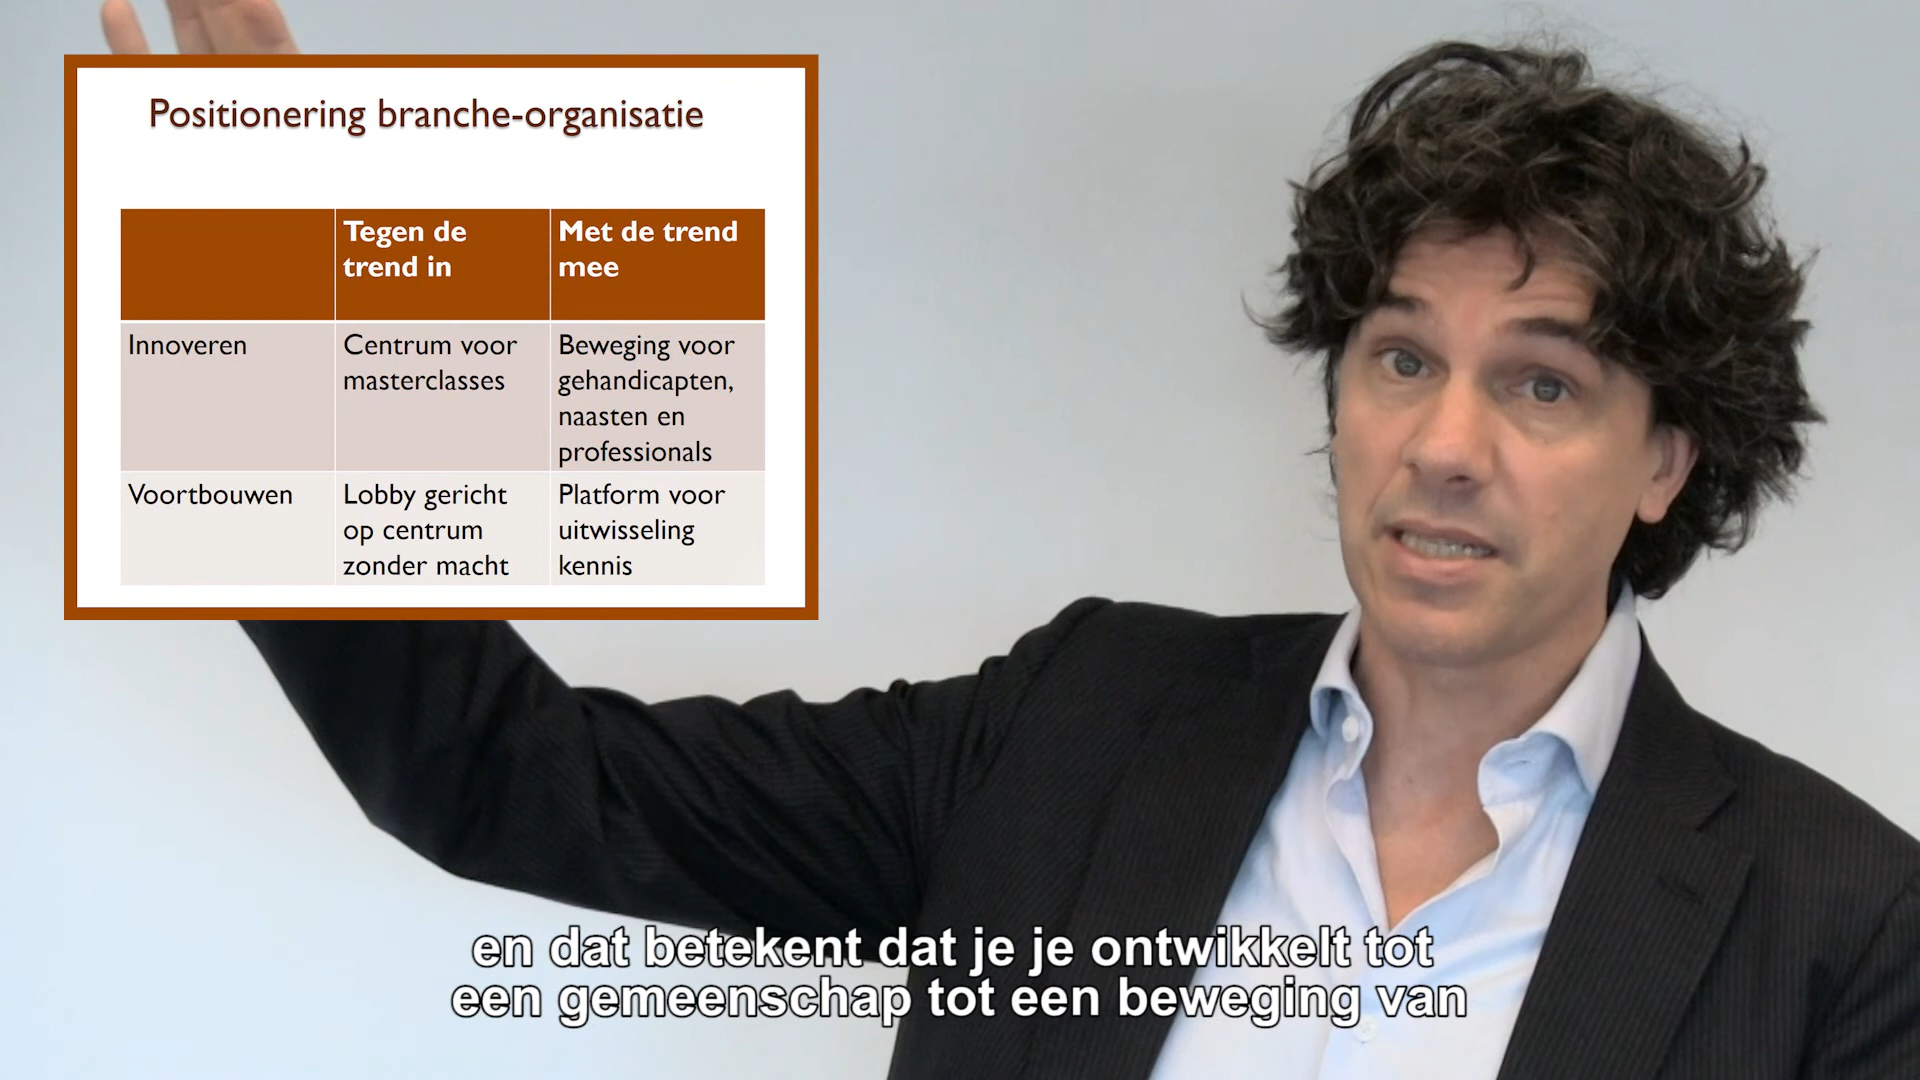 Positionering branche-organisatie
Tegen de
trend in
Met de trend
mee
Innoveren
Centrum voor
masterclasses
Beweging voor
gehandicapten,
naasten en
professionals
Voortbouwen
Lobby gericht
op centrum
zonder macht
Platform voor
uitwisseling
kennis
en dat betekent dat je je ontwikkelt tot
een gemeenschap tot een beweging van